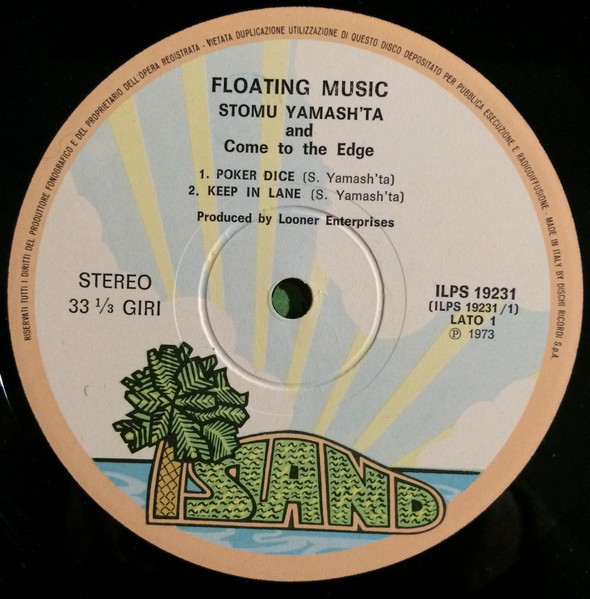 RISERVATI TUTTI I DIRITTI DEL PRODUTTORE FONOGRAFICO E DEL PROPRIETARIO DELL'OPERA REGISTRATA - VIETATA DUPLICAZIONE UTILIZZAZIONE DI QUESTO DISCO DEPOSITATO PER PUBBLICA ESECUZIONE E RADIODIFFUSIONE. MADE IN ITALY BY DISCHI RICORDI S.p.A.
FLOATING MUSIC
STOMU YAMASH'TA
and
Come to the Edge
1. POKER DICE (S. Yamash'ta)
2. KEEP IN LANE (S. Yamash'ta)
Produced by Looner Enterprises
STEREO
33 1/3 GIRI
ILPS 19231
(ILPS 19231/1)
LATO 1
℗ 1973
ISLAND